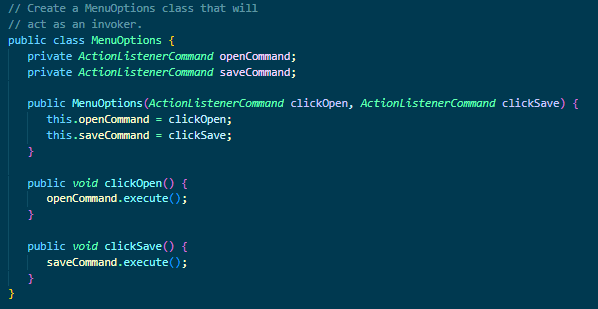 // Create a MenuOptions class that will
// act as an invoker.
public class MenuOptions {
   private ActionListenerCommand openCommand;
   private ActionListenerCommand saveCommand;

   public MenuOptions(ActionListenerCommand clickOpen, ActionListenerCommand clickSave) {
      this.openCommand = clickOpen;
      this.saveCommand = clickSave;
   }

   public void clickOpen() {
      openCommand.execute();
   }

   public void clickSave() {
      saveCommand.execute();
   }
}